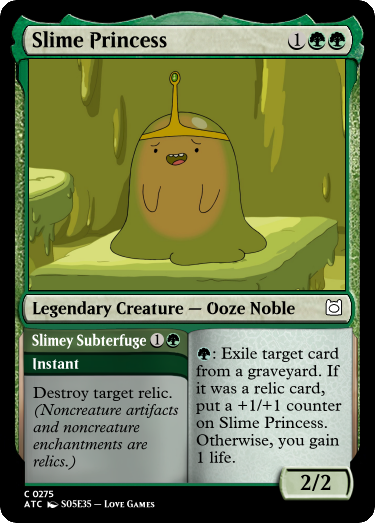 Slime Princess 1
Legendary Creature — Ooze Noble
Slimey Subterfuge 1
Instant
Destroy target relic.
(Noncreature artifacts
and noncreature
enchantments are
relics.)
: Exile target card
from a graveyard. If
it was a relic card,
put a +1/+1 counter
on Slime Princess.
Otherwise, you gain
1 life.
2/2
C 0275
ATC S05E35 — Love Games